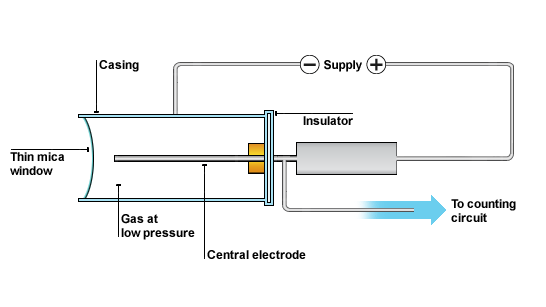 Casing
− Supply +
Insulator
Thin mica
window
To counting
circuit
Gas at
low pressure
Central electrode